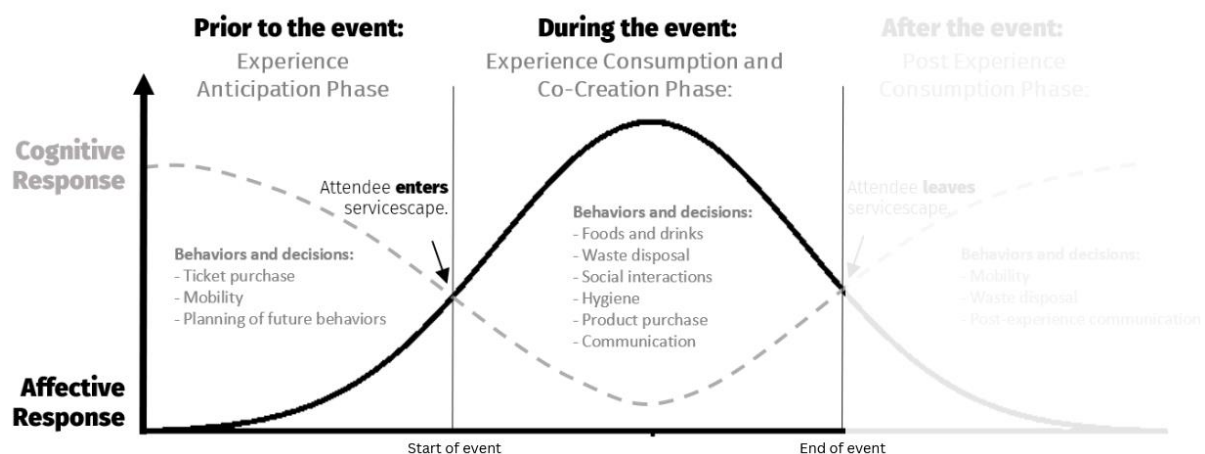 Prior to the event:
Experience
Anticipation Phase
During the event:
Experience Consumption and
Co-Creation Phase:
After the event:
Post Experience
Consumption Phase:
Cognitive
Response
Attendee enters
servicescape.
Behaviors and decisions:
- Ticket purchase
- Mobility
- Planning of future behaviors
Behaviors and decisions:
- Foods and drinks
- Waste disposal
- Social interactions
- Hygiene
- Product purchase
- Communication
Attendee leaves
servicescape.
Behaviors and decisions:
- Mobility
- Waste disposal
- Post-experience communication
Affective
Response
Start of event
End of event